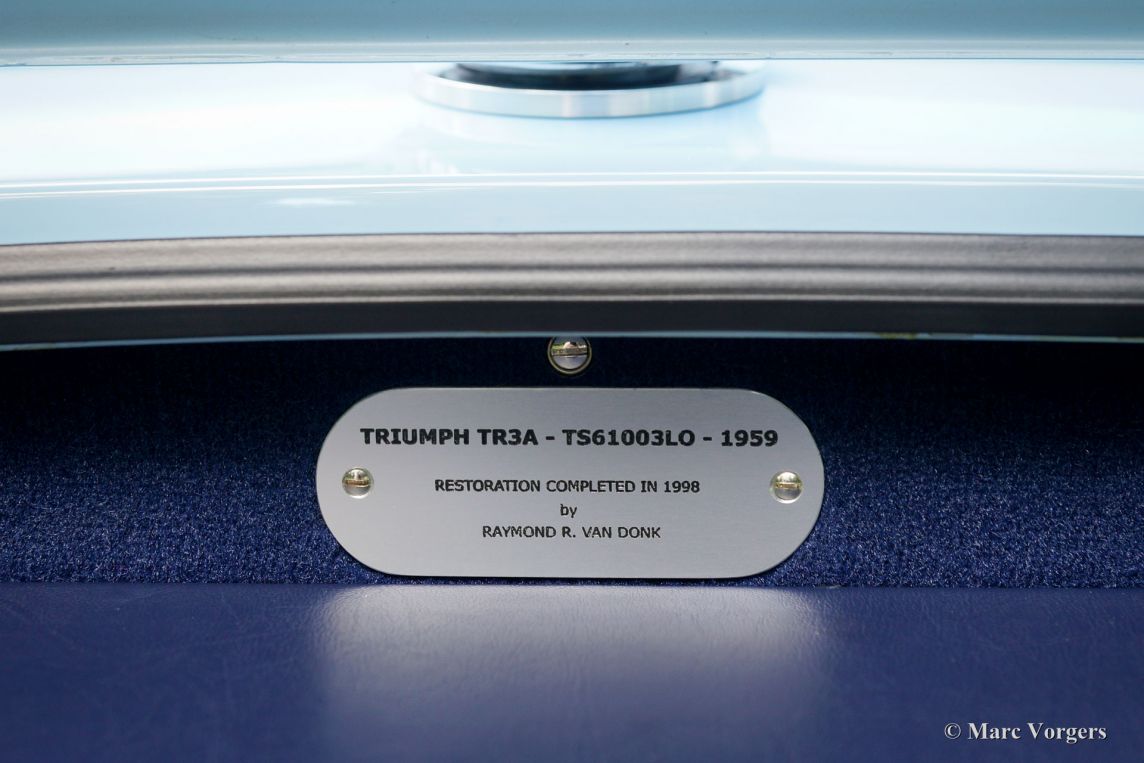 TRIUMPH TR3A - TS61003LO - 1959
RESTORATION COMPLETED IN 1998
by
RAYMOND R. VAN DONK
© Marc Vorgers